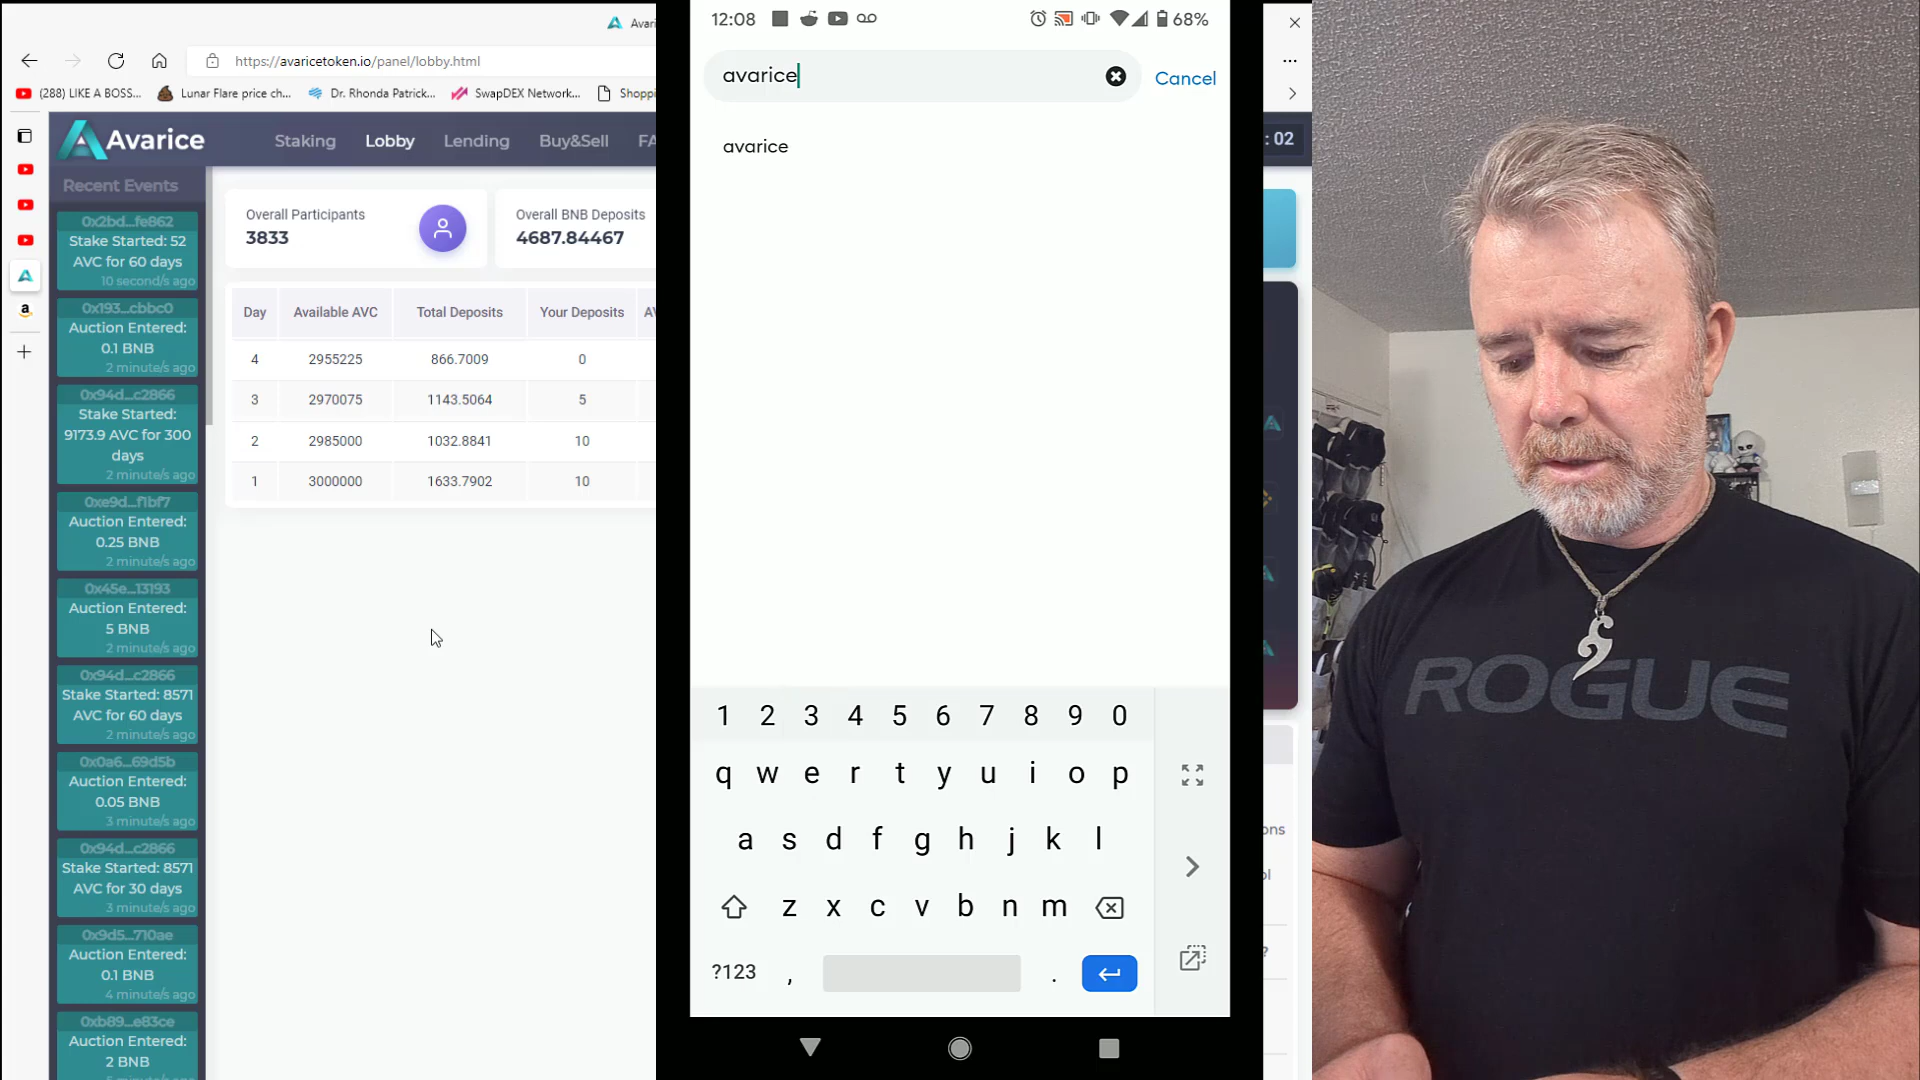 Avari
https://avaricetoken.io/panel/lobby.html
(288) LIKE A BOSS...
Lunar Flare price ch...
Dr. Rhonda Patrick...
SwapDEX Network...
Shoppi
Avarice
Staking
Lobby
Lending
Buy&Sell
FA
: 02
Recent Events
0x2bd...fe862
Stake Started: 52
AVC for 60 days
10 second/s ago
0x193...cbbc0
Auction Entered:
0.1 BNB
2 minute/s ago
0x94d...c2866
Stake Started:
9173.9 AVC for 300
days
2 minute/s ago
0xe9d...f1bf7
Auction Entered:
0.25 BNB
2 minute/s ago
0x45e...13193
Auction Entered:
5 BNB
2 minute/s ago
0x94d...c2866
Stake Started: 8571
AVC for 60 days
2 minute/s ago
0x0a6...69d5b
Auction Entered:
0.05 BNB
3 minute/s ago
0x94d...c2866
Stake Started: 8571
AVC for 30 days
3 minute/s ago
0x9d5...710ae
Auction Entered:
0.1 BNB
4 minute/s ago
0xb89...e83ce
Auction Entered:
2 BNB
Overall Participants
3833
Overall BNB Deposits
4687.84467
Day Available AVC Total Deposits Your Deposits AV
4 2955225 866.7009 0
3 2970075 1143.5064 5
2 2985000 1032.8841 10
1 3000000 1633.7902 10
12:08
68%
avarice
Cancel
avarice
1 2 3 4 5 6 7 8 9 0
q w e r t y u i o p
a s d f g h j k l
z x c v b n m
?123 , .
ons
ol
?
ROGUE